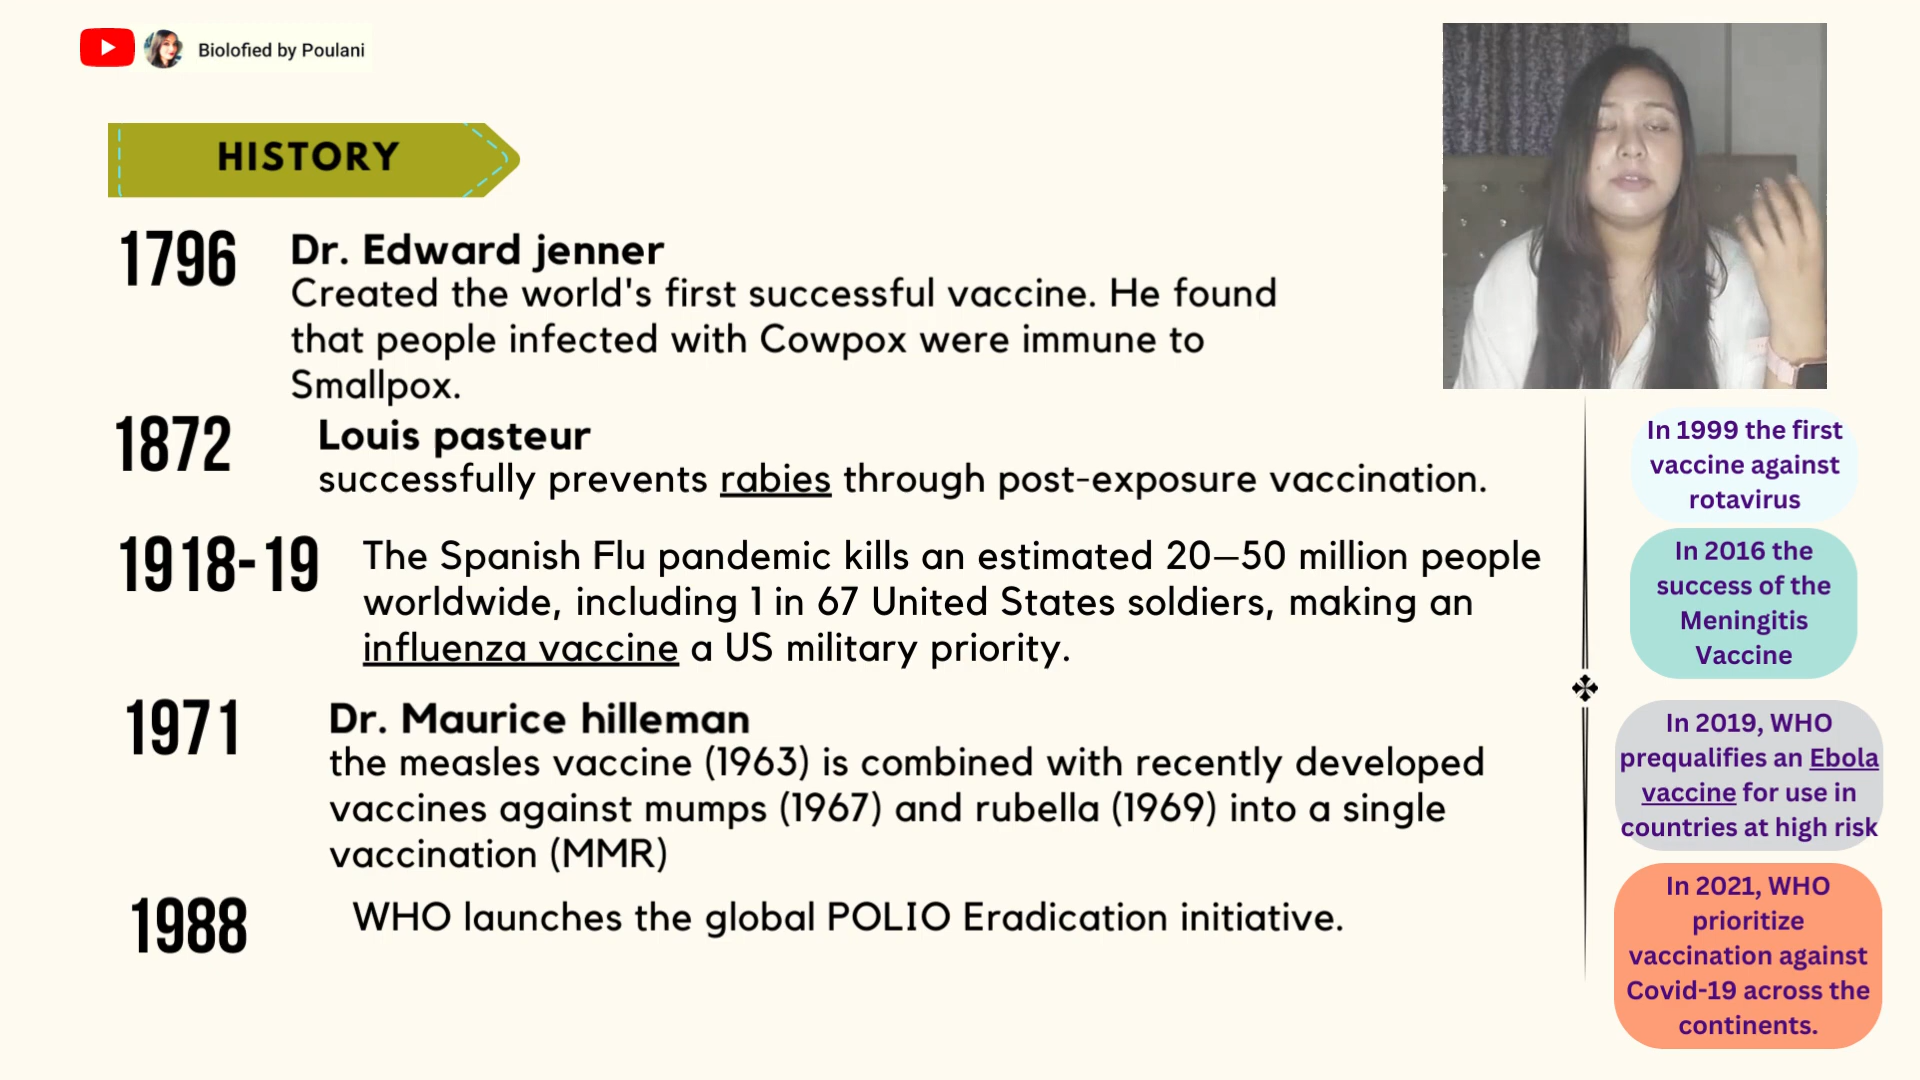 Biolofied by Poulani
HISTORY
1796
Dr. Edward jenner
Created the world's first successful vaccine. He found
that people infected with Cowpox were immune to
Smallpox.
1872
Louis pasteur
successfully prevents rabies through post-exposure vaccination.
1918-19
The Spanish Flu pandemic kills an estimated 20–50 million people
worldwide, including 1 in 67 United States soldiers, making an
influenza vaccine a US military priority.
1971
Dr. Maurice hilleman
the measles vaccine (1963) is combined with recently developed
vaccines against mumps (1967) and rubella (1969) into a single
vaccination (MMR)
1988
WHO launches the global POLIO Eradication initiative.
In 1999 the first
vaccine against
rotavirus
In 2016 the
success of the
Meningitis
Vaccine
In 2019, WHO
prequalifies an Ebola
vaccine for use in
countries at high risk
In 2021, WHO
prioritize
vaccination against
Covid-19 across the
continents.